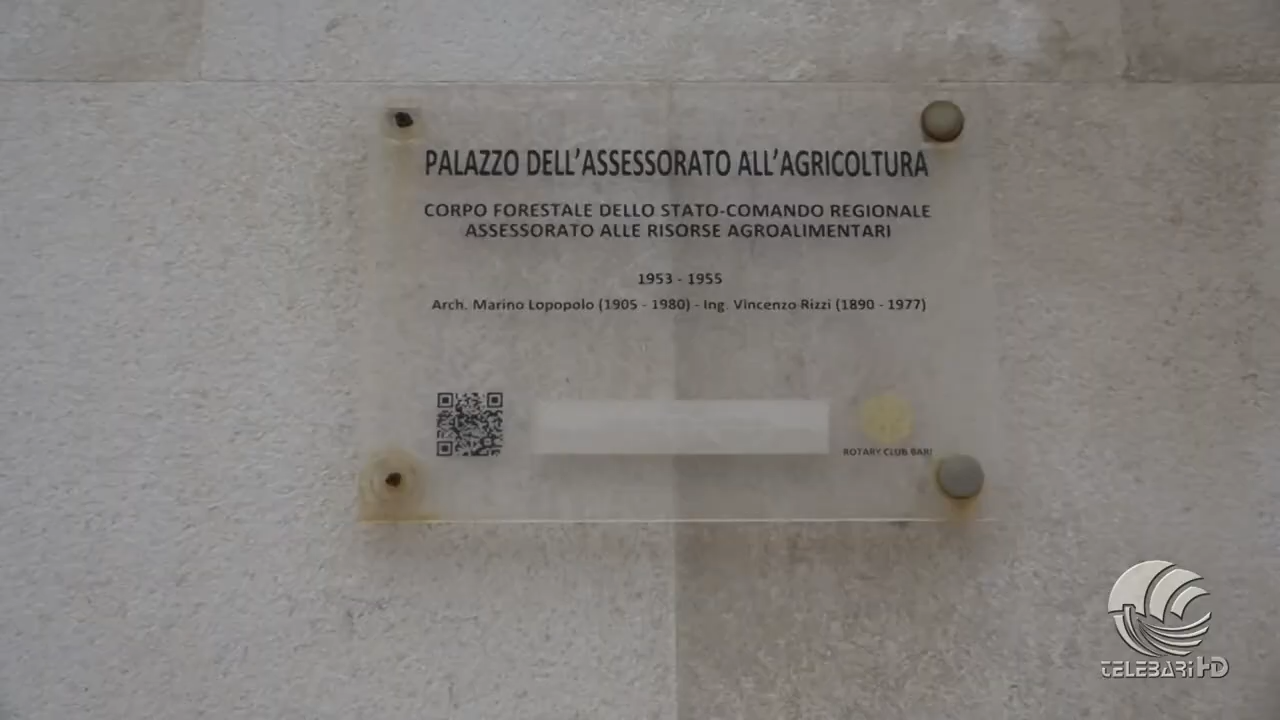 PALAZZO DELL'ASSESSORATO ALL'AGRICOLTURA
CORPO FORESTALE DELLO STATO-COMANDO REGIONALE
ASSESSORATO ALLE RISORSE AGROALIMENTARI
1953 - 1955
Arch. Marino Lopopolo (1905 - 1980) - Ing. Vincenzo Rizzi (1890 - 1977)
ROTARY CLUB BARI
TELEBARI HD